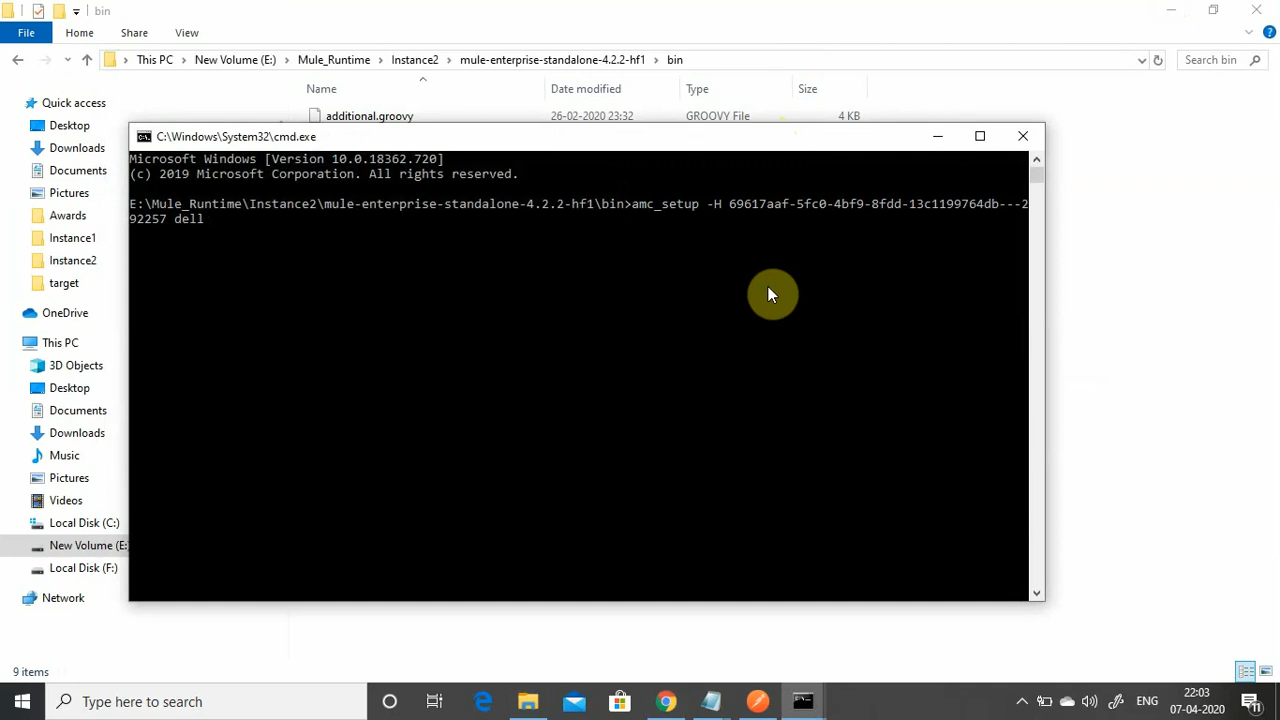 bin
File
Home
Share
View
This PC
New Volume (E:)
Mule_Runtime
Instance2
mule-enterprise-standalone-4.2.2-hf1
bin
Search bin
Name
Date modified
Type
Size
additional.groovy
26-02-2020 23:32
GROOVY File
4 KB
Quick access
Desktop
Downloads
Documents
Pictures
Awards
Instance1
Instance2
target
OneDrive
This PC
3D Objects
Desktop
Documents
Downloads
Music
Pictures
Videos
Local Disk (C:)
New Volume (E:)
Local Disk (F:)
Network
C:\Windows\System32\cmd.exe
Microsoft Windows [Version 10.0.18362.720]
(c) 2019 Microsoft Corporation. All rights reserved.
E:\Mule_Runtime\Instance2\mule-enterprise-standalone-4.2.2-hf1\bin>amc_setup -H 69617aaf-5fc0-4bf9-8fdd-13c1199764db---2
92257 dell
9 items
Type here to search
ENG
22:03
07-04-2020